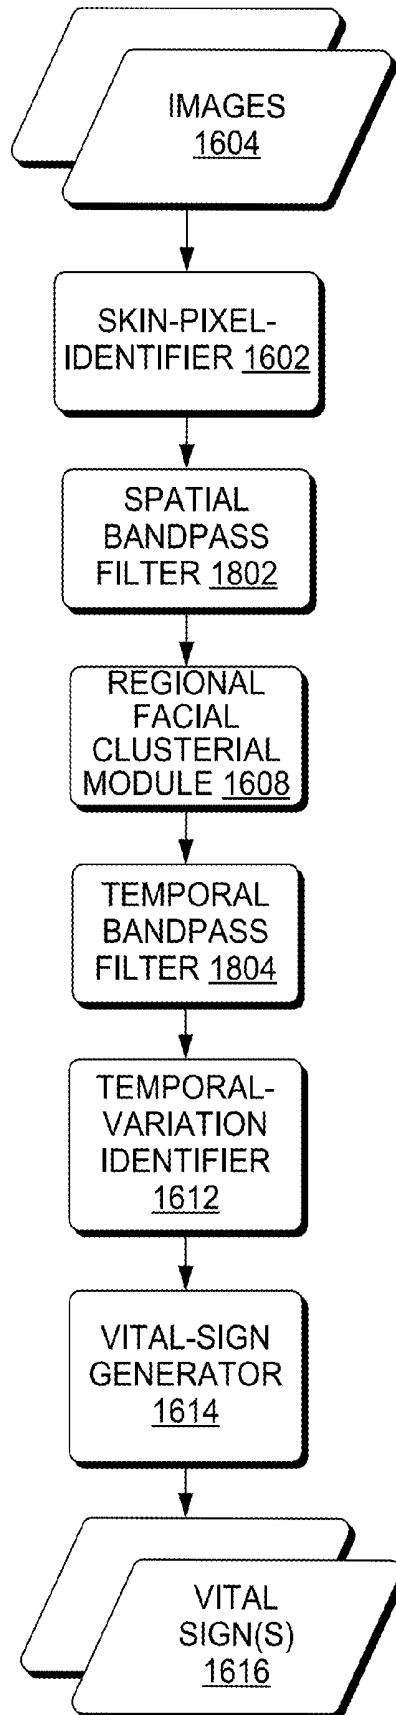 IMAGES
1604
SKIN-PIXEL-
IDENTIFIER 1602
SPATIAL
BANDPASS
FILTER 1802
REGIONAL
FACIAL
CLUSTERIAL
MODULE 1608
TEMPORAL
BANDPASS
FILTER 1804
TEMPORAL-
VARIATION
IDENTIFIER
1612
VITAL-SIGN
GENERATOR
1614
VITAL
SIGN(S)
1616